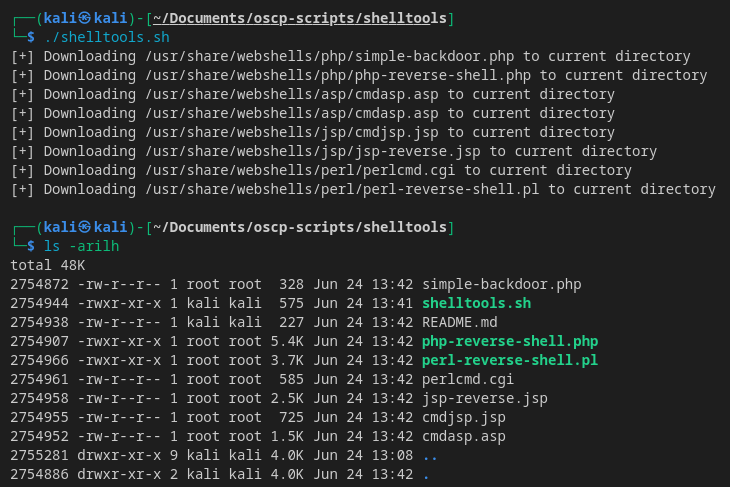 ┌──(kali㉿kali)-[~/Documents/oscp-scripts/shelltools]
└─$ ./shelltools.sh
[+] Downloading /usr/share/webshells/php/simple-backdoor.php to current directory
[+] Downloading /usr/share/webshells/php/php-reverse-shell.php to current directory
[+] Downloading /usr/share/webshells/asp/cmdasp.asp to current directory
[+] Downloading /usr/share/webshells/asp/cmdasp.asp to current directory
[+] Downloading /usr/share/webshells/jsp/cmdjsp.jsp to current directory
[+] Downloading /usr/share/webshells/jsp/jsp-reverse.jsp to current directory
[+] Downloading /usr/share/webshells/perl/perlcmd.cgi to current directory
[+] Downloading /usr/share/webshells/perl/perl-reverse-shell.pl to current directory

┌──(kali㉿kali)-[~/Documents/oscp-scripts/shelltools]
└─$ ls -arilh
total 48K
2754872 -rw-r--r-- 1 root root  328 Jun 24 13:42 simple-backdoor.php
2754944 -rwxr-xr-x 1 kali kali  575 Jun 24 13:41 shelltools.sh
2754938 -rw-r--r-- 1 kali kali  227 Jun 24 13:42 README.md
2754907 -rwxr-xr-x 1 root root 5.4K Jun 24 13:42 php-reverse-shell.php
2754966 -rwxr-xr-x 1 root root 3.7K Jun 24 13:42 perl-reverse-shell.pl
2754961 -rw-r--r-- 1 root root  585 Jun 24 13:42 perlcmd.cgi
2754958 -rw-r--r-- 1 root root 2.5K Jun 24 13:42 jsp-reverse.jsp
2754955 -rw-r--r-- 1 root root  725 Jun 24 13:42 cmdjsp.jsp
2754952 -rw-r--r-- 1 root root 1.5K Jun 24 13:42 cmdasp.asp
2755281 drwxr-xr-x 9 kali kali 4.0K Jun 24 13:08 ..
2754886 drwxr-xr-x 2 kali kali 4.0K Jun 24 13:42 .